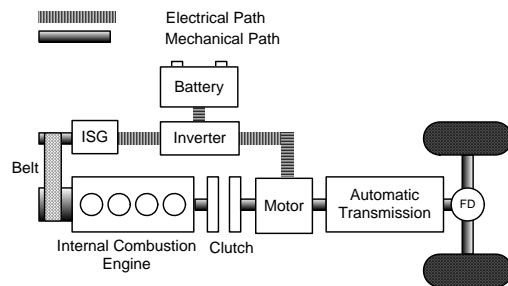 Electrical Path
Mechanical Path
Battery
ISG
Inverter
Belt
Motor
Automatic
Transmission
FD
Internal Combustion
Engine
Clutch